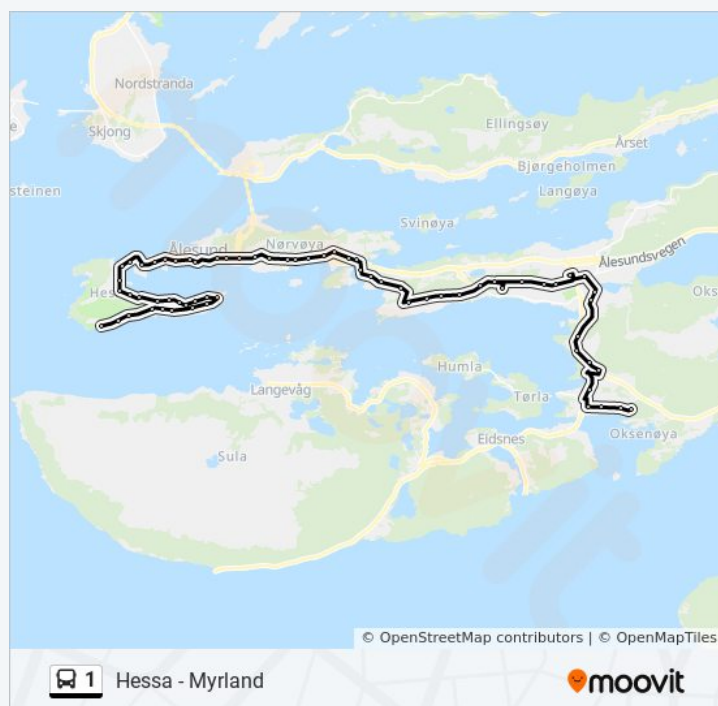 Nordstranda
Skjong
Ellingsøy
Årset
Bjørgeholmen
Langøya
steinen
Svinøya
Ålesund
Nørvøya
Ålesundsvegen
Hes
Oks
Humla
Langevåg
Tørla
Eidsnes
Oksenøya
Sula
© OpenStreetMap contributors | © OpenMapTiles
1 Hessa - Myrland
moovit